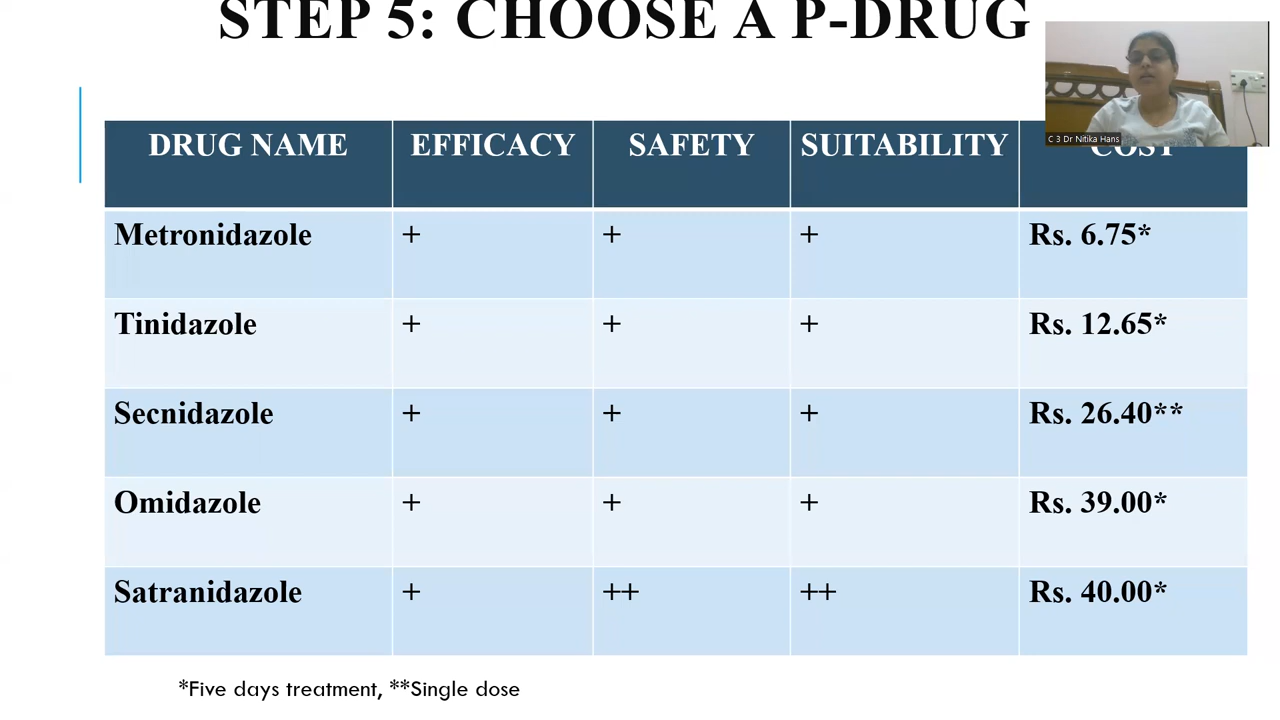 STEP 5: CHOOSE A P-DRUG
C 3 Dr Nitika Hans
DRUG NAME EFFICACY SAFETY SUITABILITY COST
Metronidazole + + + Rs. 6.75*
Tinidazole + + + Rs. 12.65*
Secnidazole + + + Rs. 26.40**
Omidazole + + + Rs. 39.00*
Satranidazole + ++ ++ Rs. 40.00*
*Five days treatment, **Single dose